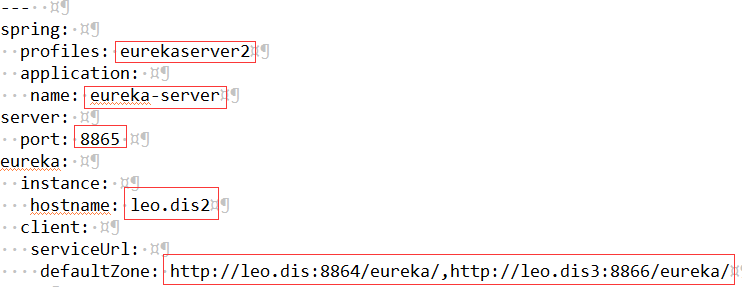 ---
spring:
  profiles: eurekaserver2
  application:
    name: eureka-server
server:
  port: 8865
eureka:
  instance:
    hostname: leo.dis2
  client:
    serviceUrl:
      defaultZone: http://leo.dis:8864/eureka/,http://leo.dis3:8866/eureka/